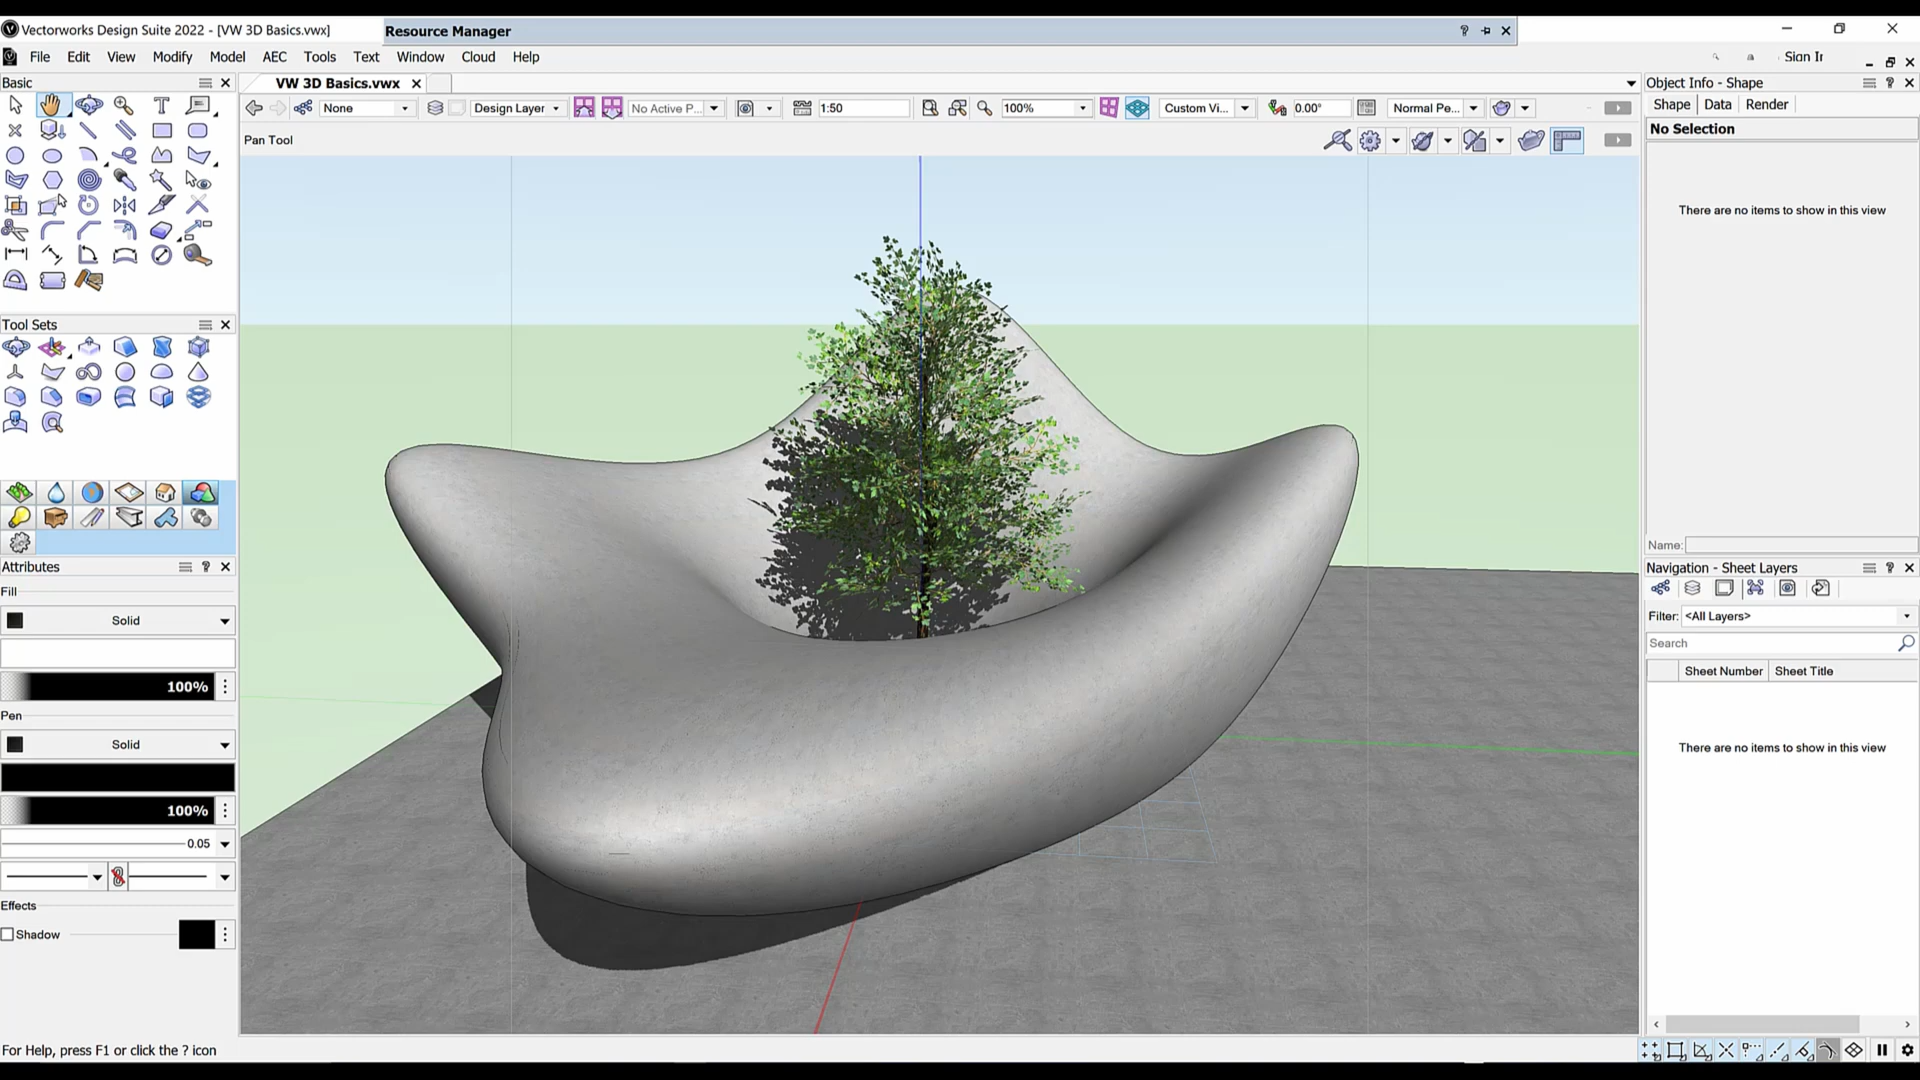 Vectorworks Design Suite 2022 - [VW 3D Basics.vwx]
Resource Manager
File Edit View Modify Model AEC Tools Text Window Cloud Help
Sign Ir
Basic
VW 3D Basics.vwx
Object Info - Shape
None
Design Layer
No Active P...
1:50
100%
Custom Vi...
0.00°
Normal Pe...
Shape Data Render
Pan Tool
No Selection
There are no items to show in this view
Tool Sets
Name:
Attributes
Navigation - Sheet Layers
Fill
Solid
Filter: <All Layers>
Search
Sheet Number Sheet Title
100%
Pen
Solid
There are no items to show in this view
100%
0.05
Effects
Shadow
For Help, press F1 or click the ? icon